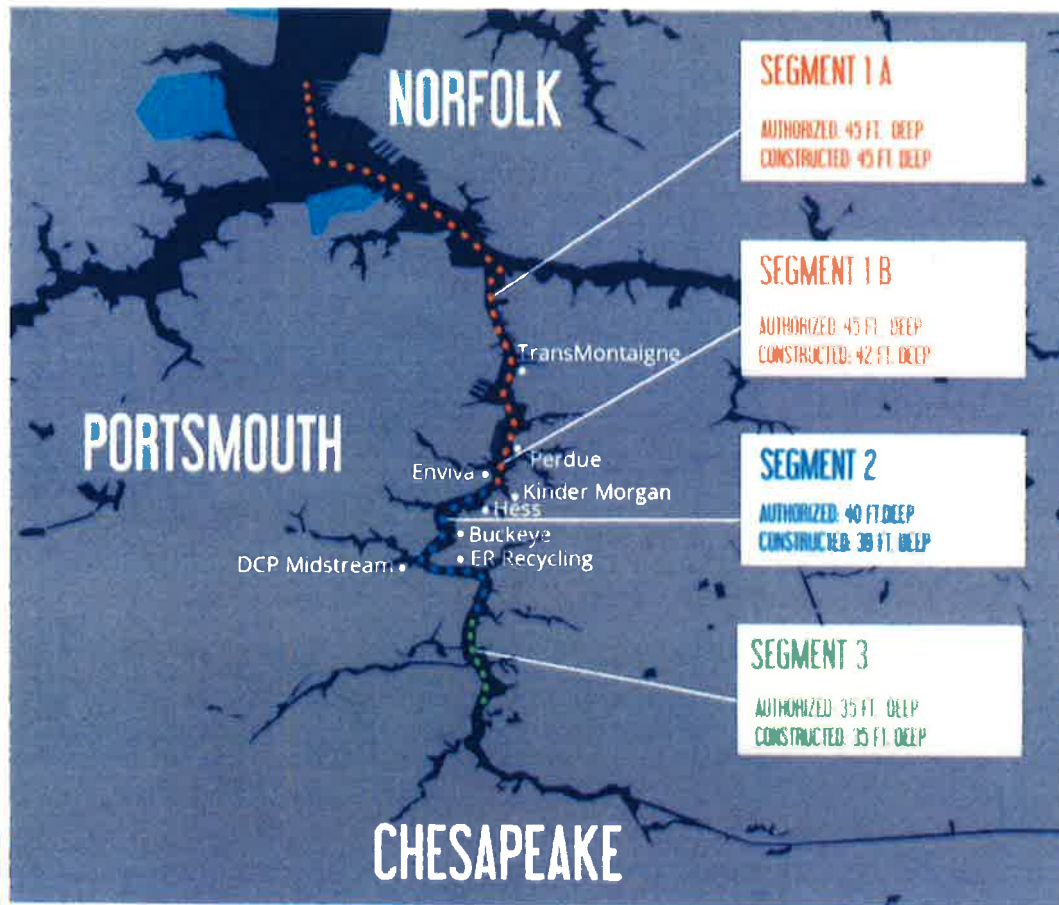 NORFOLK
SEGMENT 1 A
AUTHORIZED: 45 FT. DEEP
CONSTRUCTED: 45 FT. DEEP
SEGMENT 1 B
AUTHORIZED: 45 FT. DEEP
CONSTRUCTED: 42 FT. DEEP
TransMontaigne
PORTSMOUTH
Perdue
Enviva
Kinder Morgan
Hess
Buckeye
ER Recycling
DCP Midstream
SEGMENT 2
AUTHORIZED: 40 FT.DEEP
CONSTRUCTED: FT. DEEP
SEGMENT 3
AUTHORIZED: 35 FT. DEEP
CONSTRUCTED: 35 FT. DEEP
CHESAPEAKE